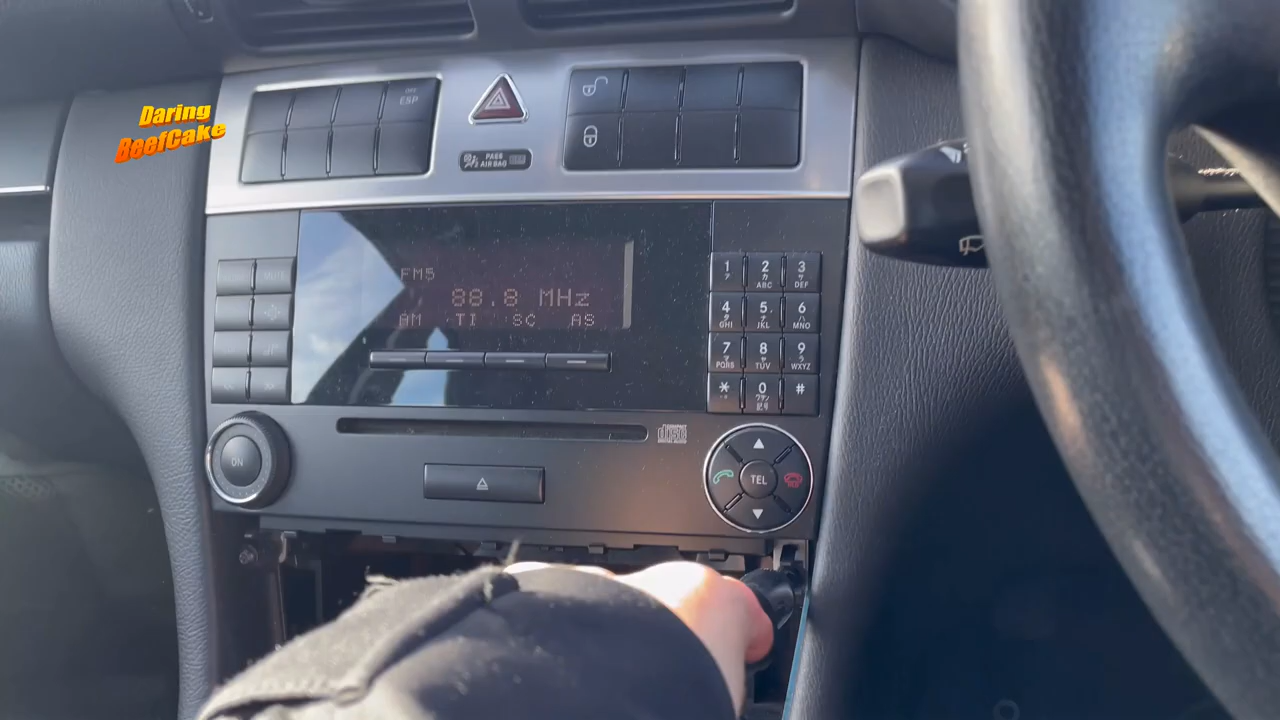 Daring
BeefCake
OFF
ESP
PASS
AIR BAG
FM5
88.8 MHz
AM TI SC AS
1
2
ABC
3
DEF
4
GHI
5
JKL
6
MNO
7
PQRS
8
TUV
9
WXYZ
*
0
#
ON
TEL